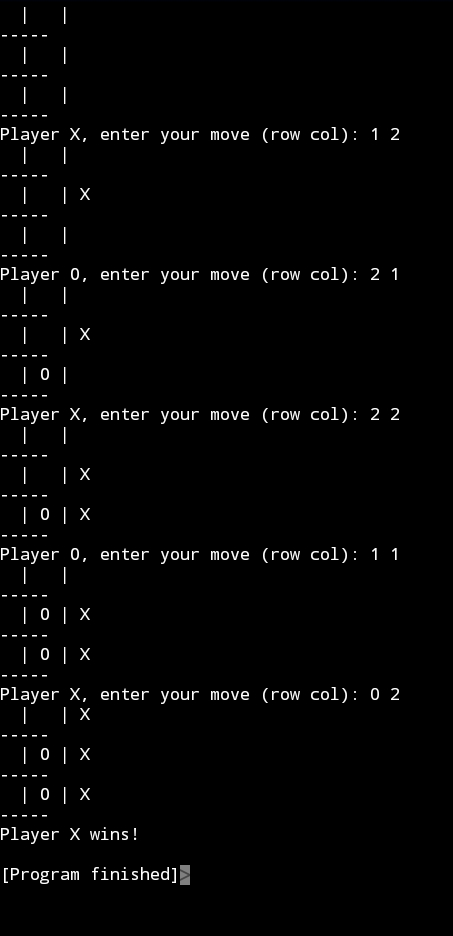 |   |
-----
  |   |
-----
  |   |
-----
Player X, enter your move (row col): 1 2
  |   |
-----
  |   | X
-----
  |   |
-----
Player O, enter your move (row col): 2 1
  |   |
-----
  |   | X
-----
  | O |
-----
Player X, enter your move (row col): 2 2
  |   |
-----
  |   | X
-----
  | O | X
-----
Player O, enter your move (row col): 1 1
  |   |
-----
  | O | X
-----
  | O | X
-----
Player X, enter your move (row col): 0 2
  |   | X
-----
  | O | X
-----
  | O | X
-----
Player X wins!
[Program finished]>